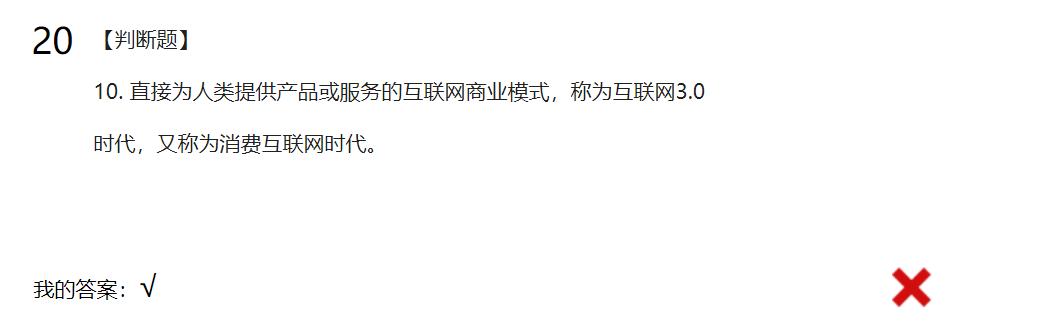 20 【判断题】
10. 直接为人类提供产品或服务的互联网商业模式，称为互联网3.0
时代，又称为消费互联网时代。
我的答案：√